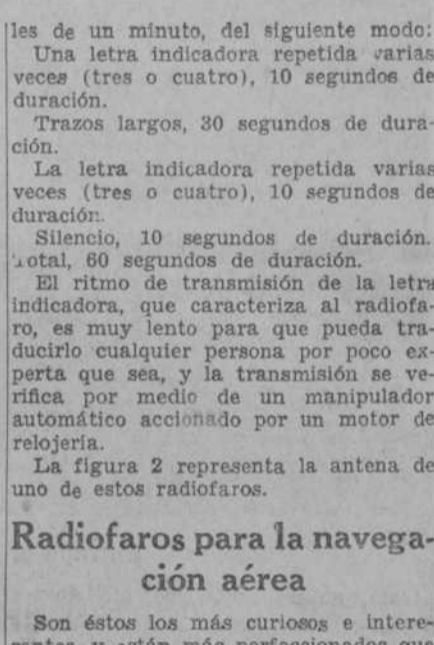 les de un minuto, del siguiente modo:
Una letra indicadora repetida varias
veces (tres o cuatro), 10 segundos de
duración.
Trazos largos, 30 segundos de dura-
ción.
La letra indicadora repetida varias
veces (tres o cuatro), 10 segundos de
duración.
Silencio, 10 segundos de duración.
Total, 60 segundos de duración.
El ritmo de transmisión de la letra
indicadora, que caracteriza al radiofa-
ro, es muy lento para que pueda tra-
ducirlo cualquier persona por poco ex-
perta que sea, y la transmisión se ve-
rifica por medio de un manipulador
automático accionado por un motor de
relojería.
La figura 2 representa la antena de
uno de estos radiofaros.
Radiofaros para la navega-
ción aérea
Son éstos los más curiosos e intere-
santes, y están más perfeccionados que